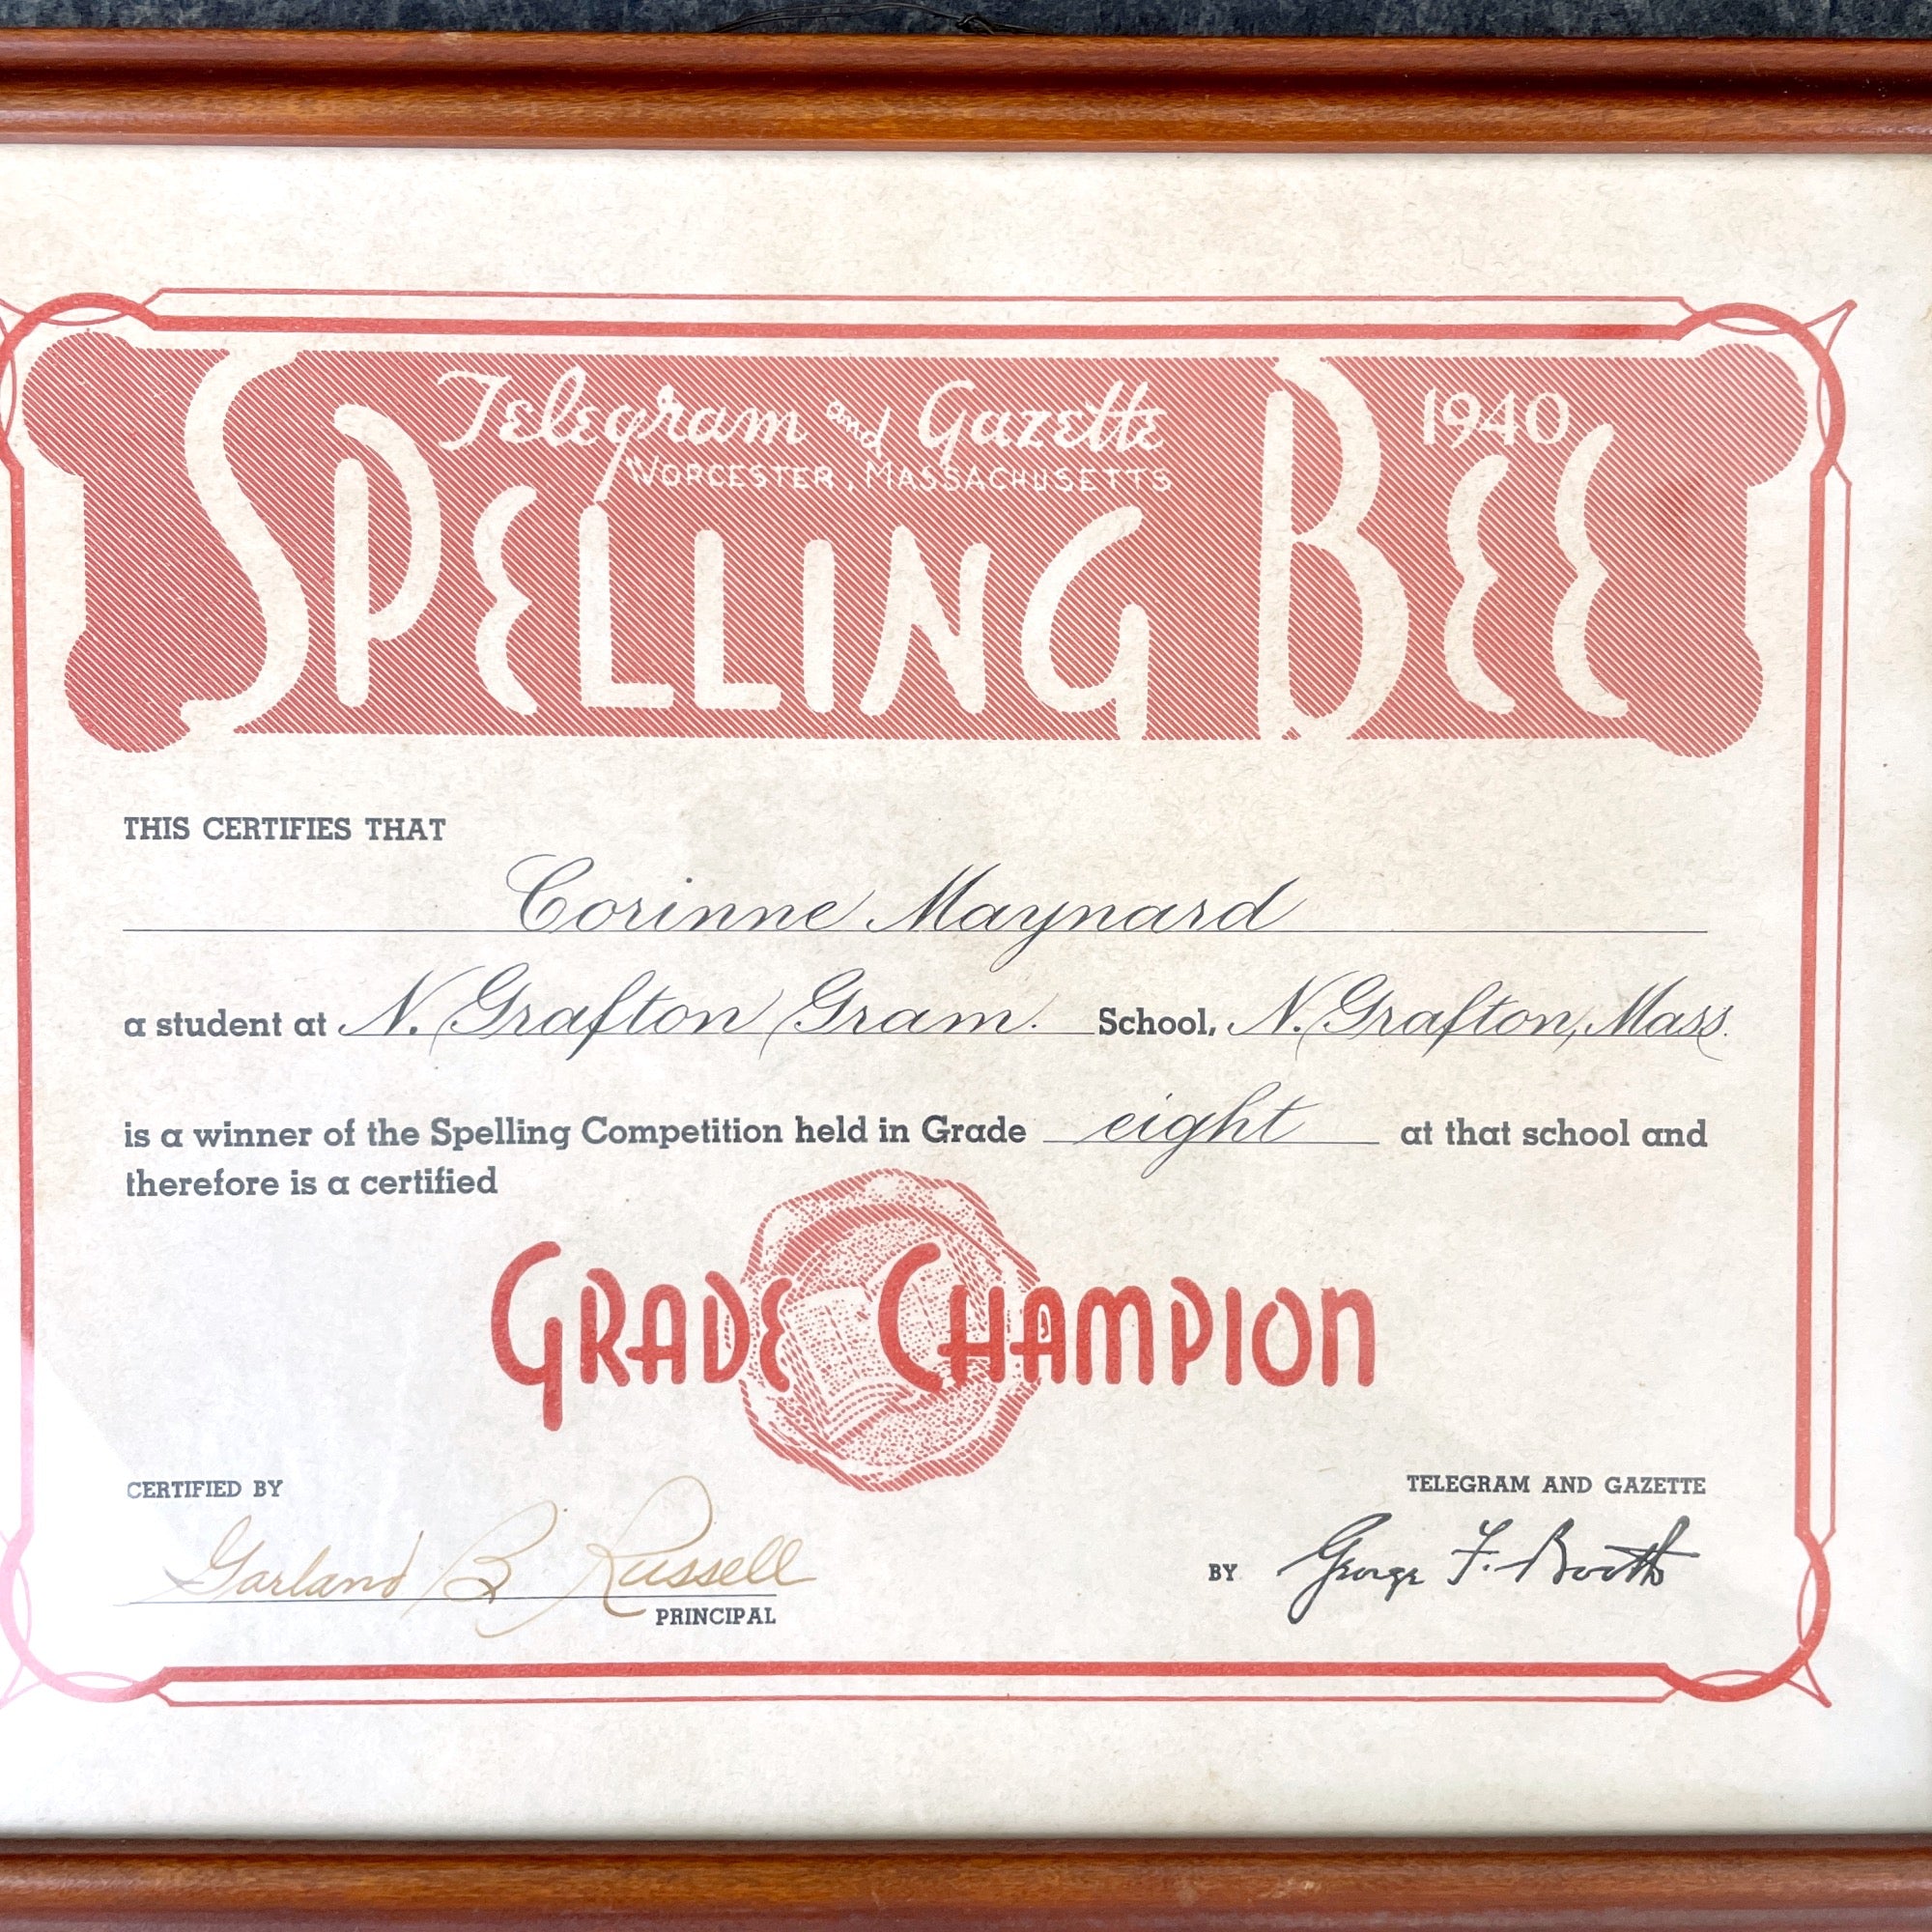 Telegram and Gazette
WORCESTER, MASSACHUSETTS
1940
SPELLING BEE
THIS CERTIFIES THAT
Corinne Maynard
a student at N. Grafton Gram. School, N. Grafton, Mass.
is a winner of the Spelling Competition held in Grade eight at that school and
therefore is a certified
GRADE CHAMPION
CERTIFIED BY
TELEGRAM AND GAZETTE
Garland B Russell
BY George F. Booth
PRINCIPAL